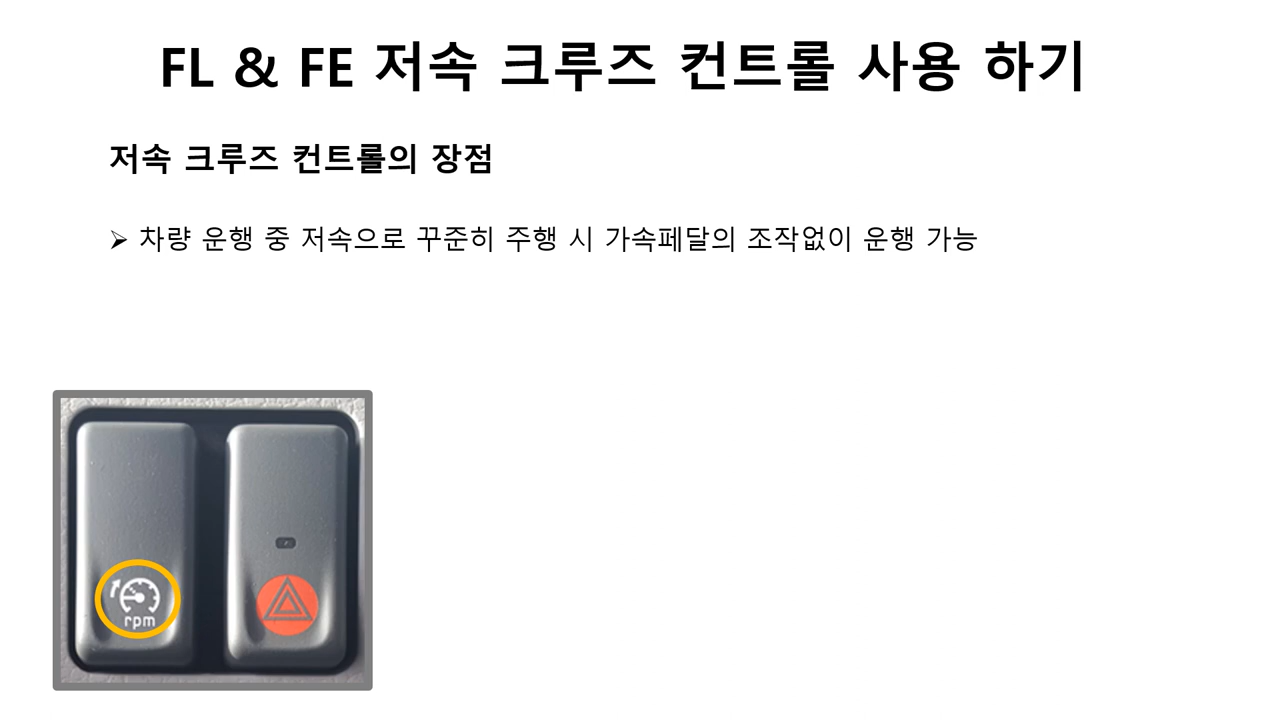 FL & FE 저속 크루즈 컨트롤 사용 하기
저속 크루즈 컨트롤의 장점
➢ 차량 운행 중 저속으로 꾸준히 주행 시 가속페달의 조작없이 운행 가능
rpm